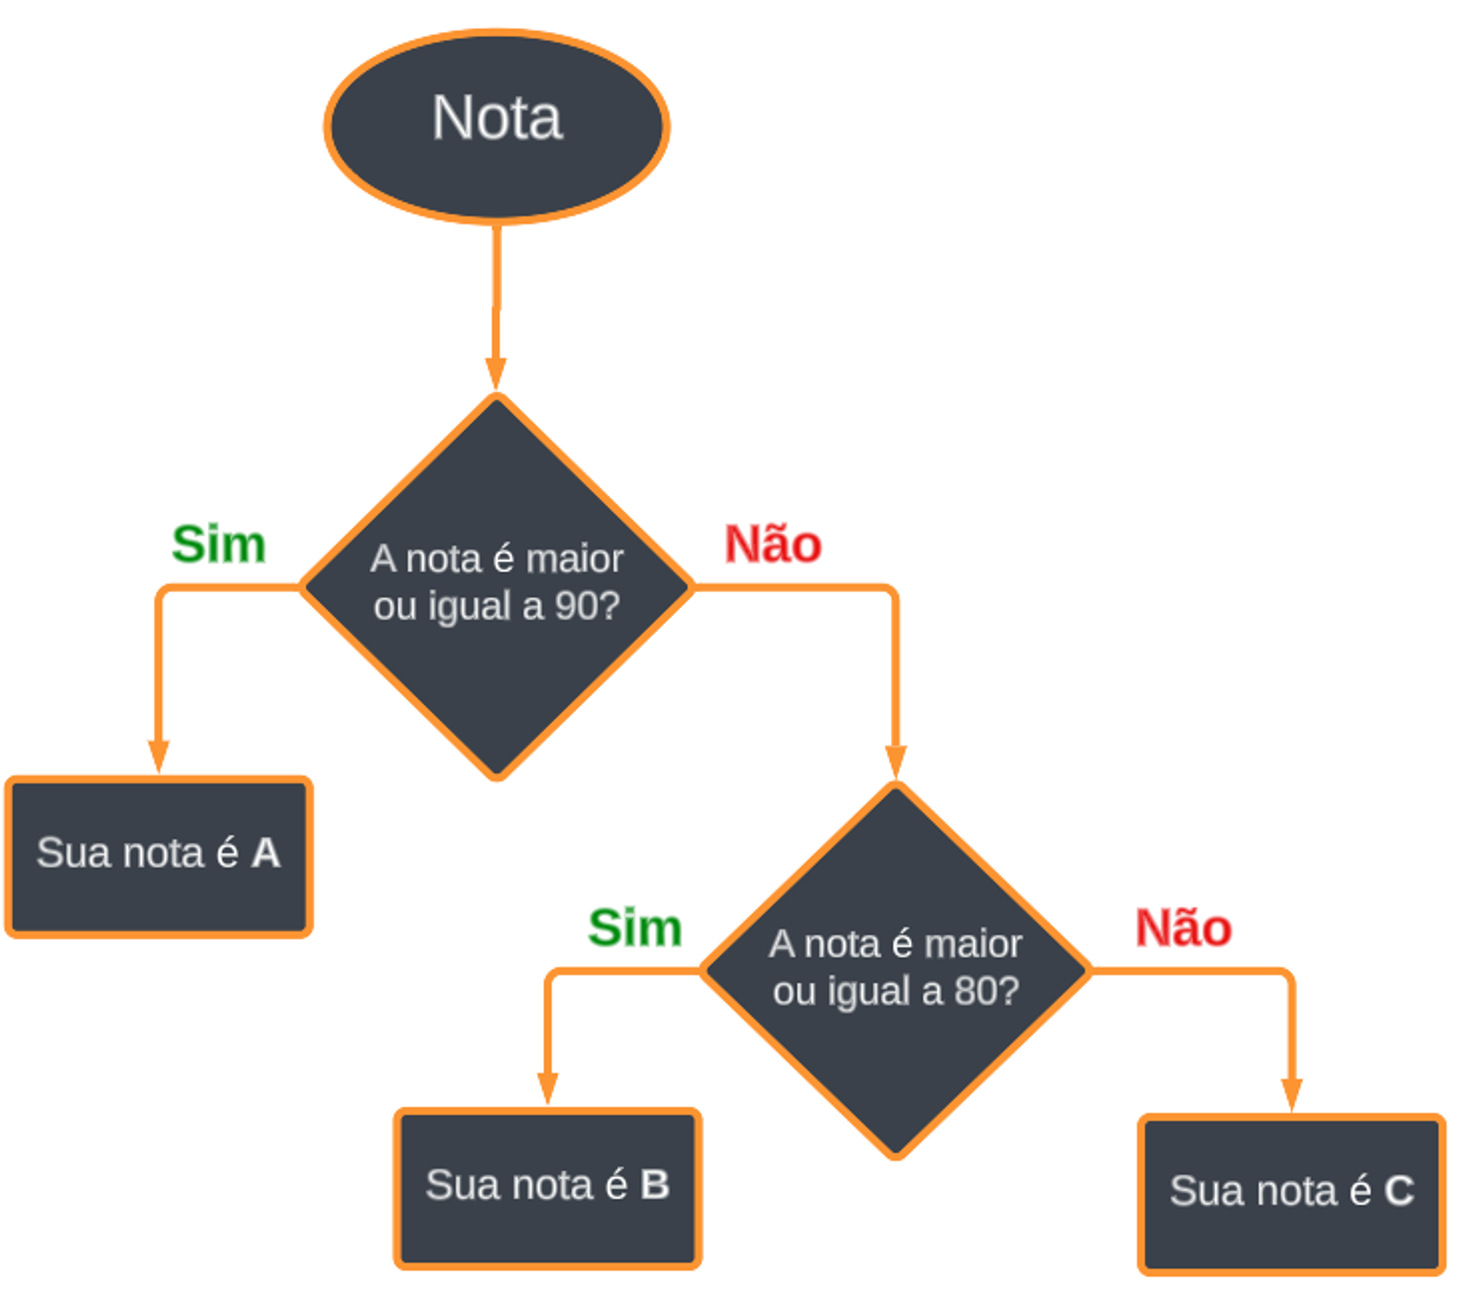 Nota
Sim
Não
A nota é maior
ou igual a 90?
Sua nota é A
Sim
Não
A nota é maior
ou igual a 80?
Sua nota é B
Sua nota é C